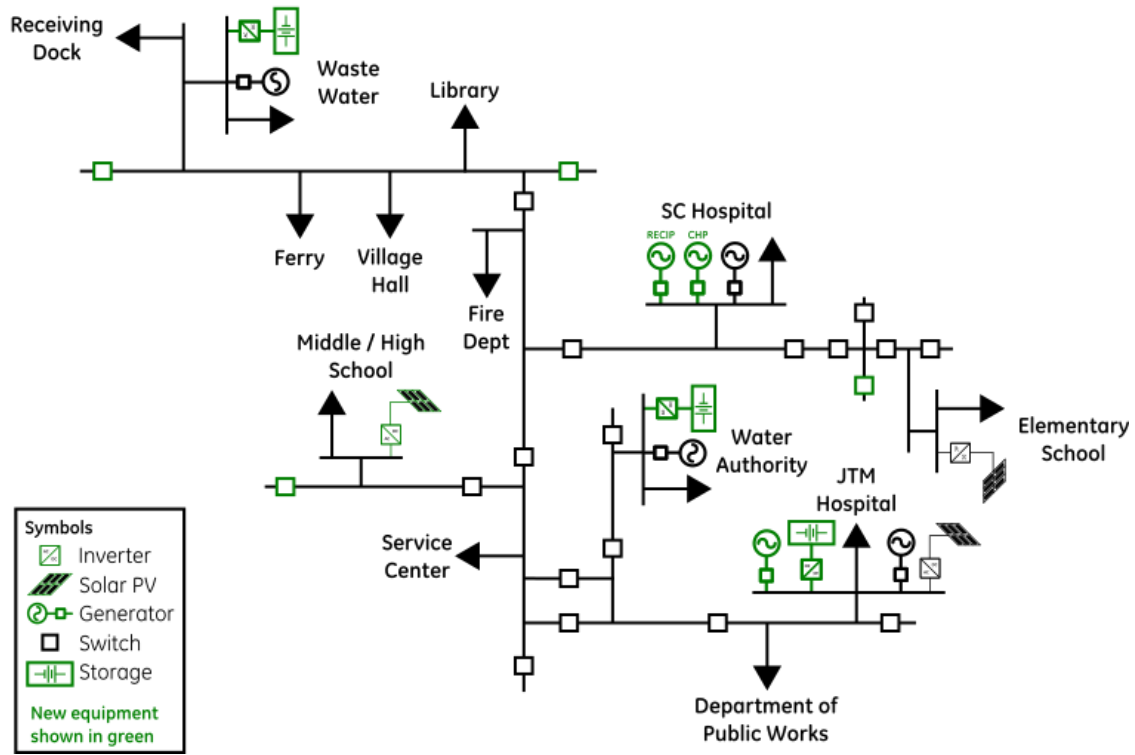 Receiving
Dock
Waste
Water
Library
Ferry
Village
Hall
Fire
Dept
SC Hospital
RECIP
CHP
Middle / High
School
Water
Authority
Elementary
School
JTM
Hospital
Service
Center
Department of
Public Works
Symbols
Inverter
Solar PV
Generator
Switch
Storage
New equipment
shown in green